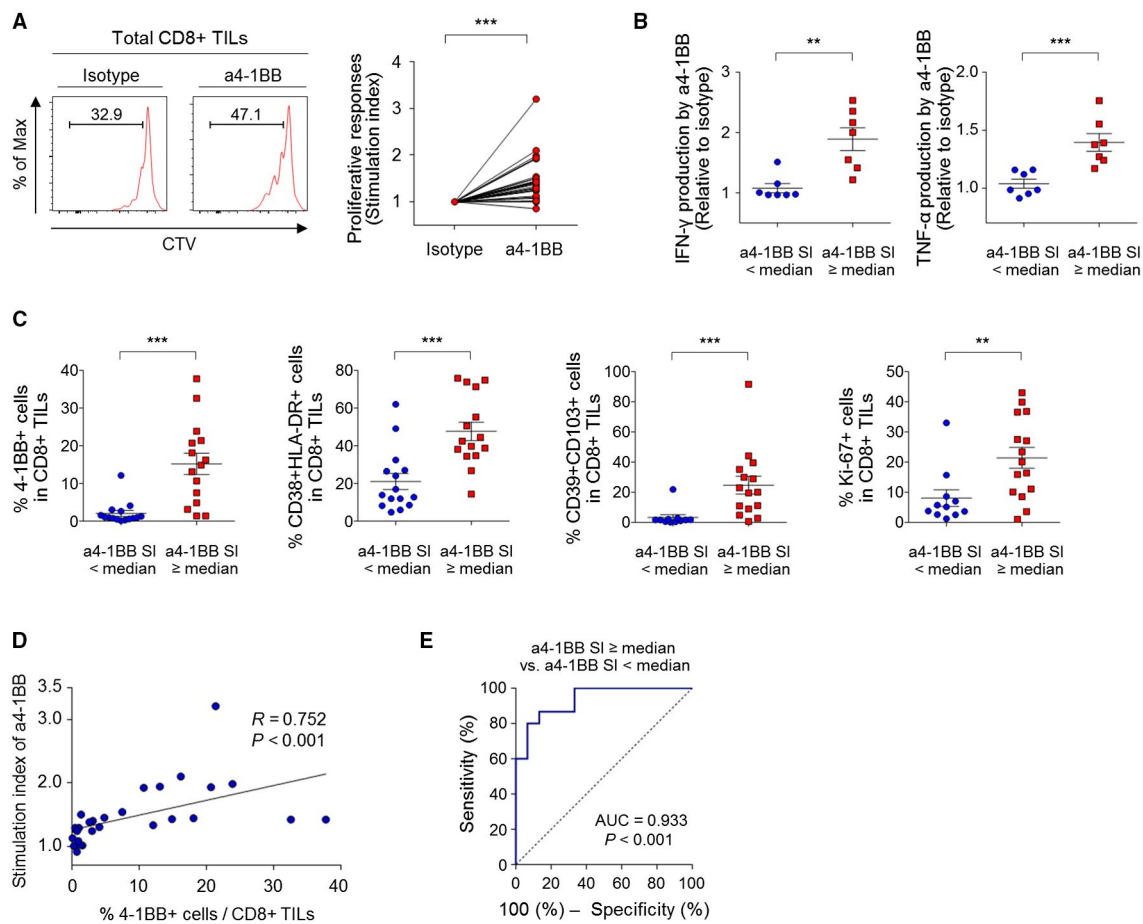 A
Total CD8+ TILs
Isotype
a4-1BB
32.9
47.1
% of Max
CTV
***
Proliferative responses
(Stimulation index)
4
3
2
1
Isotype
a4-1BB
B
**
IFN-γ production by a4-1BB
(Relative to isotype)
3
2
1
a4-1BB SI
< median
a4-1BB SI
≥ median
***
TNF-α production by a4-1BB
(Relative to isotype)
2.0
1.5
1.0
a4-1BB SI
< median
a4-1BB SI
≥ median
C
***
% 4-1BB+ cells
in CD8+ TILs
40
30
20
10
0
a4-1BB SI
< median
a4-1BB SI
≥ median
***
% CD38+HLA-DR+ cells
in CD8+ TILs
80
60
40
20
0
a4-1BB SI
< median
a4-1BB SI
≥ median
***
% CD39+CD103+ cells
in CD8+ TILs
100
80
60
40
20
0
a4-1BB SI
< median
a4-1BB SI
≥ median
**
% Ki-67+ cells
in CD8+ TILs
50
40
30
20
10
0
a4-1BB SI
< median
a4-1BB SI
≥ median
D
Stimulation index of a4-1BB
3.5
3.0
2.0
1.0
R = 0.752
P < 0.001
0 10 20 30 40
% 4-1BB+ cells / CD8+ TILs
E
a4-1BB SI ≥ median
vs. a4-1BB SI < median
Sensitivity (%)
100
80
60
40
20
0
AUC = 0.933
P < 0.001
0 20 40 60 80 100
100 (%) – Specificity (%)